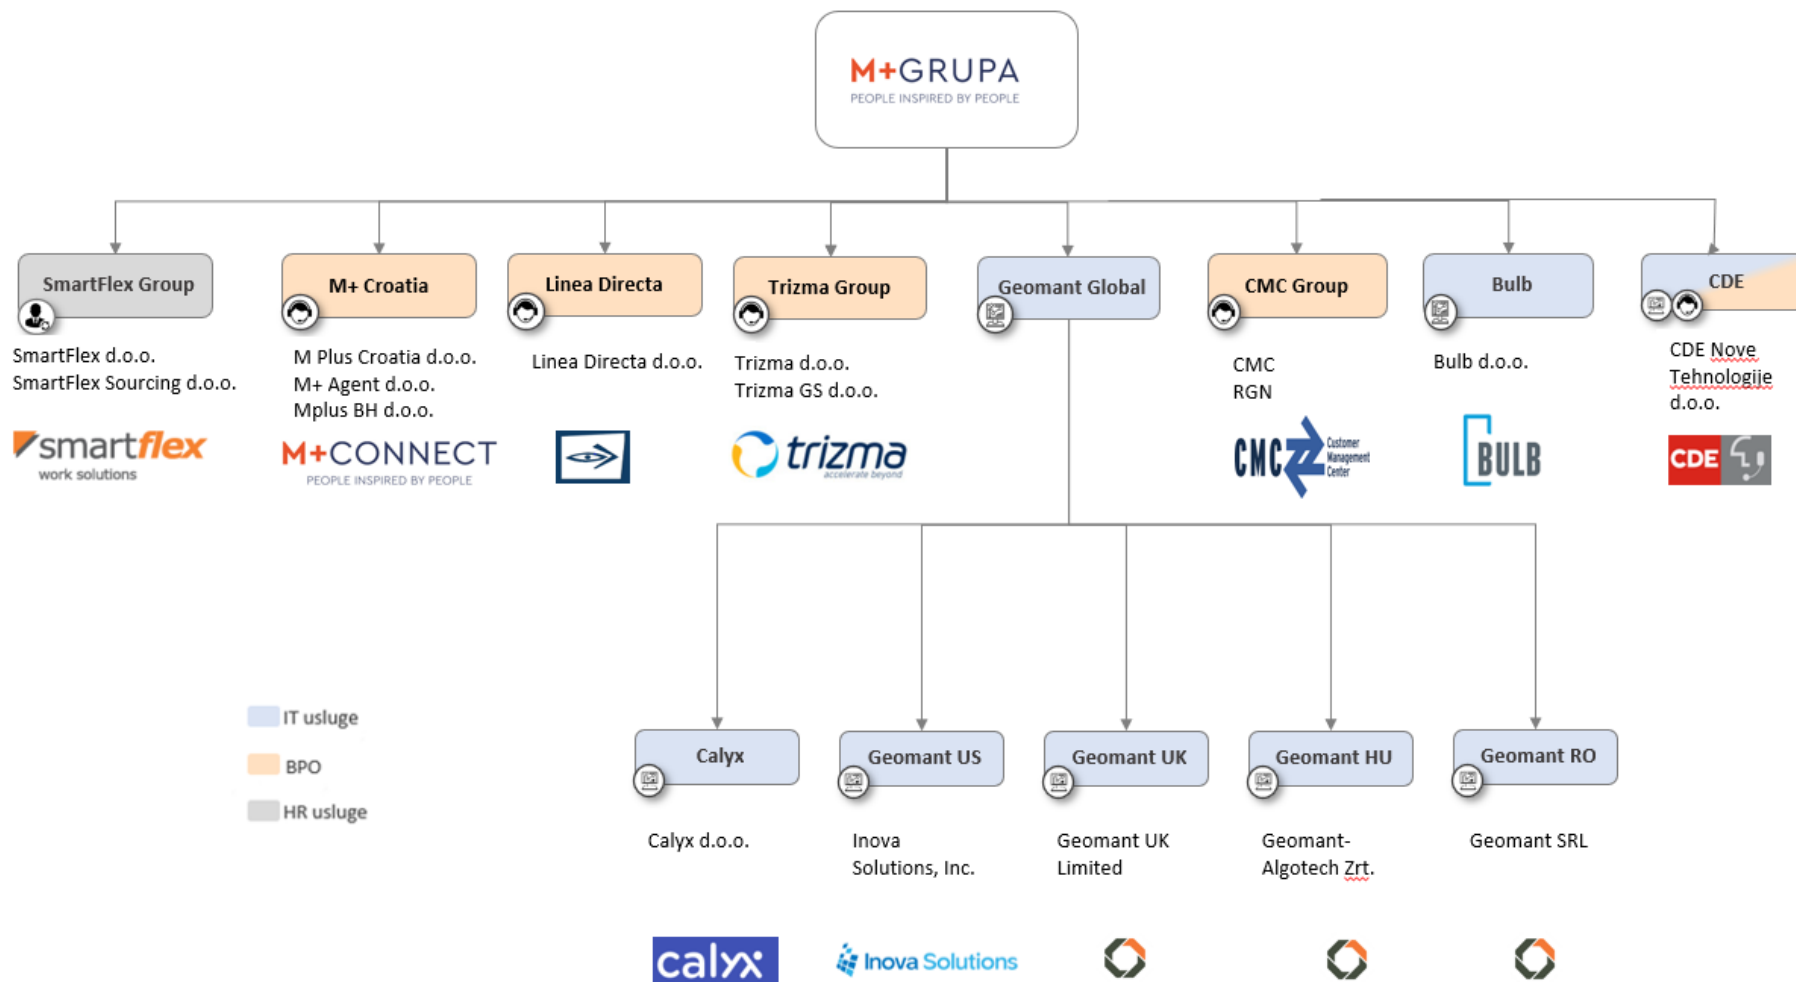 M+GRUPA
PEOPLE INSPIRED BY PEOPLE
SmartFlex Group
M+ Croatia
Linea Directa
Trizma Group
Geomant Global
CMC Group
Bulb
CDE
SmartFlex d.o.o.
SmartFlex Sourcing d.o.o.
M Plus Croatia d.o.o.
M+ Agent d.o.o.
Mplus BH d.o.o.
Linea Directa d.o.o.
Trizma d.o.o.
Trizma GS d.o.o.
CMC
RGN
Bulb d.o.o.
CDE Nove
Tehnologije
d.o.o.
smartflex
work solutions
M+CONNECT
PEOPLE INSPIRED BY PEOPLE
trizma
accelerate beyond
CMC
Customer
Management
Center
BULB
CDE
IT usluge
BPO
HR usluge
Calyx
Geomant US
Geomant UK
Geomant HU
Geomant RO
Calyx d.o.o.
Inova
Solutions, Inc.
Geomant UK
Limited
Geomant-
Algotech Zrt.
Geomant SRL
calyx
Inova Solutions